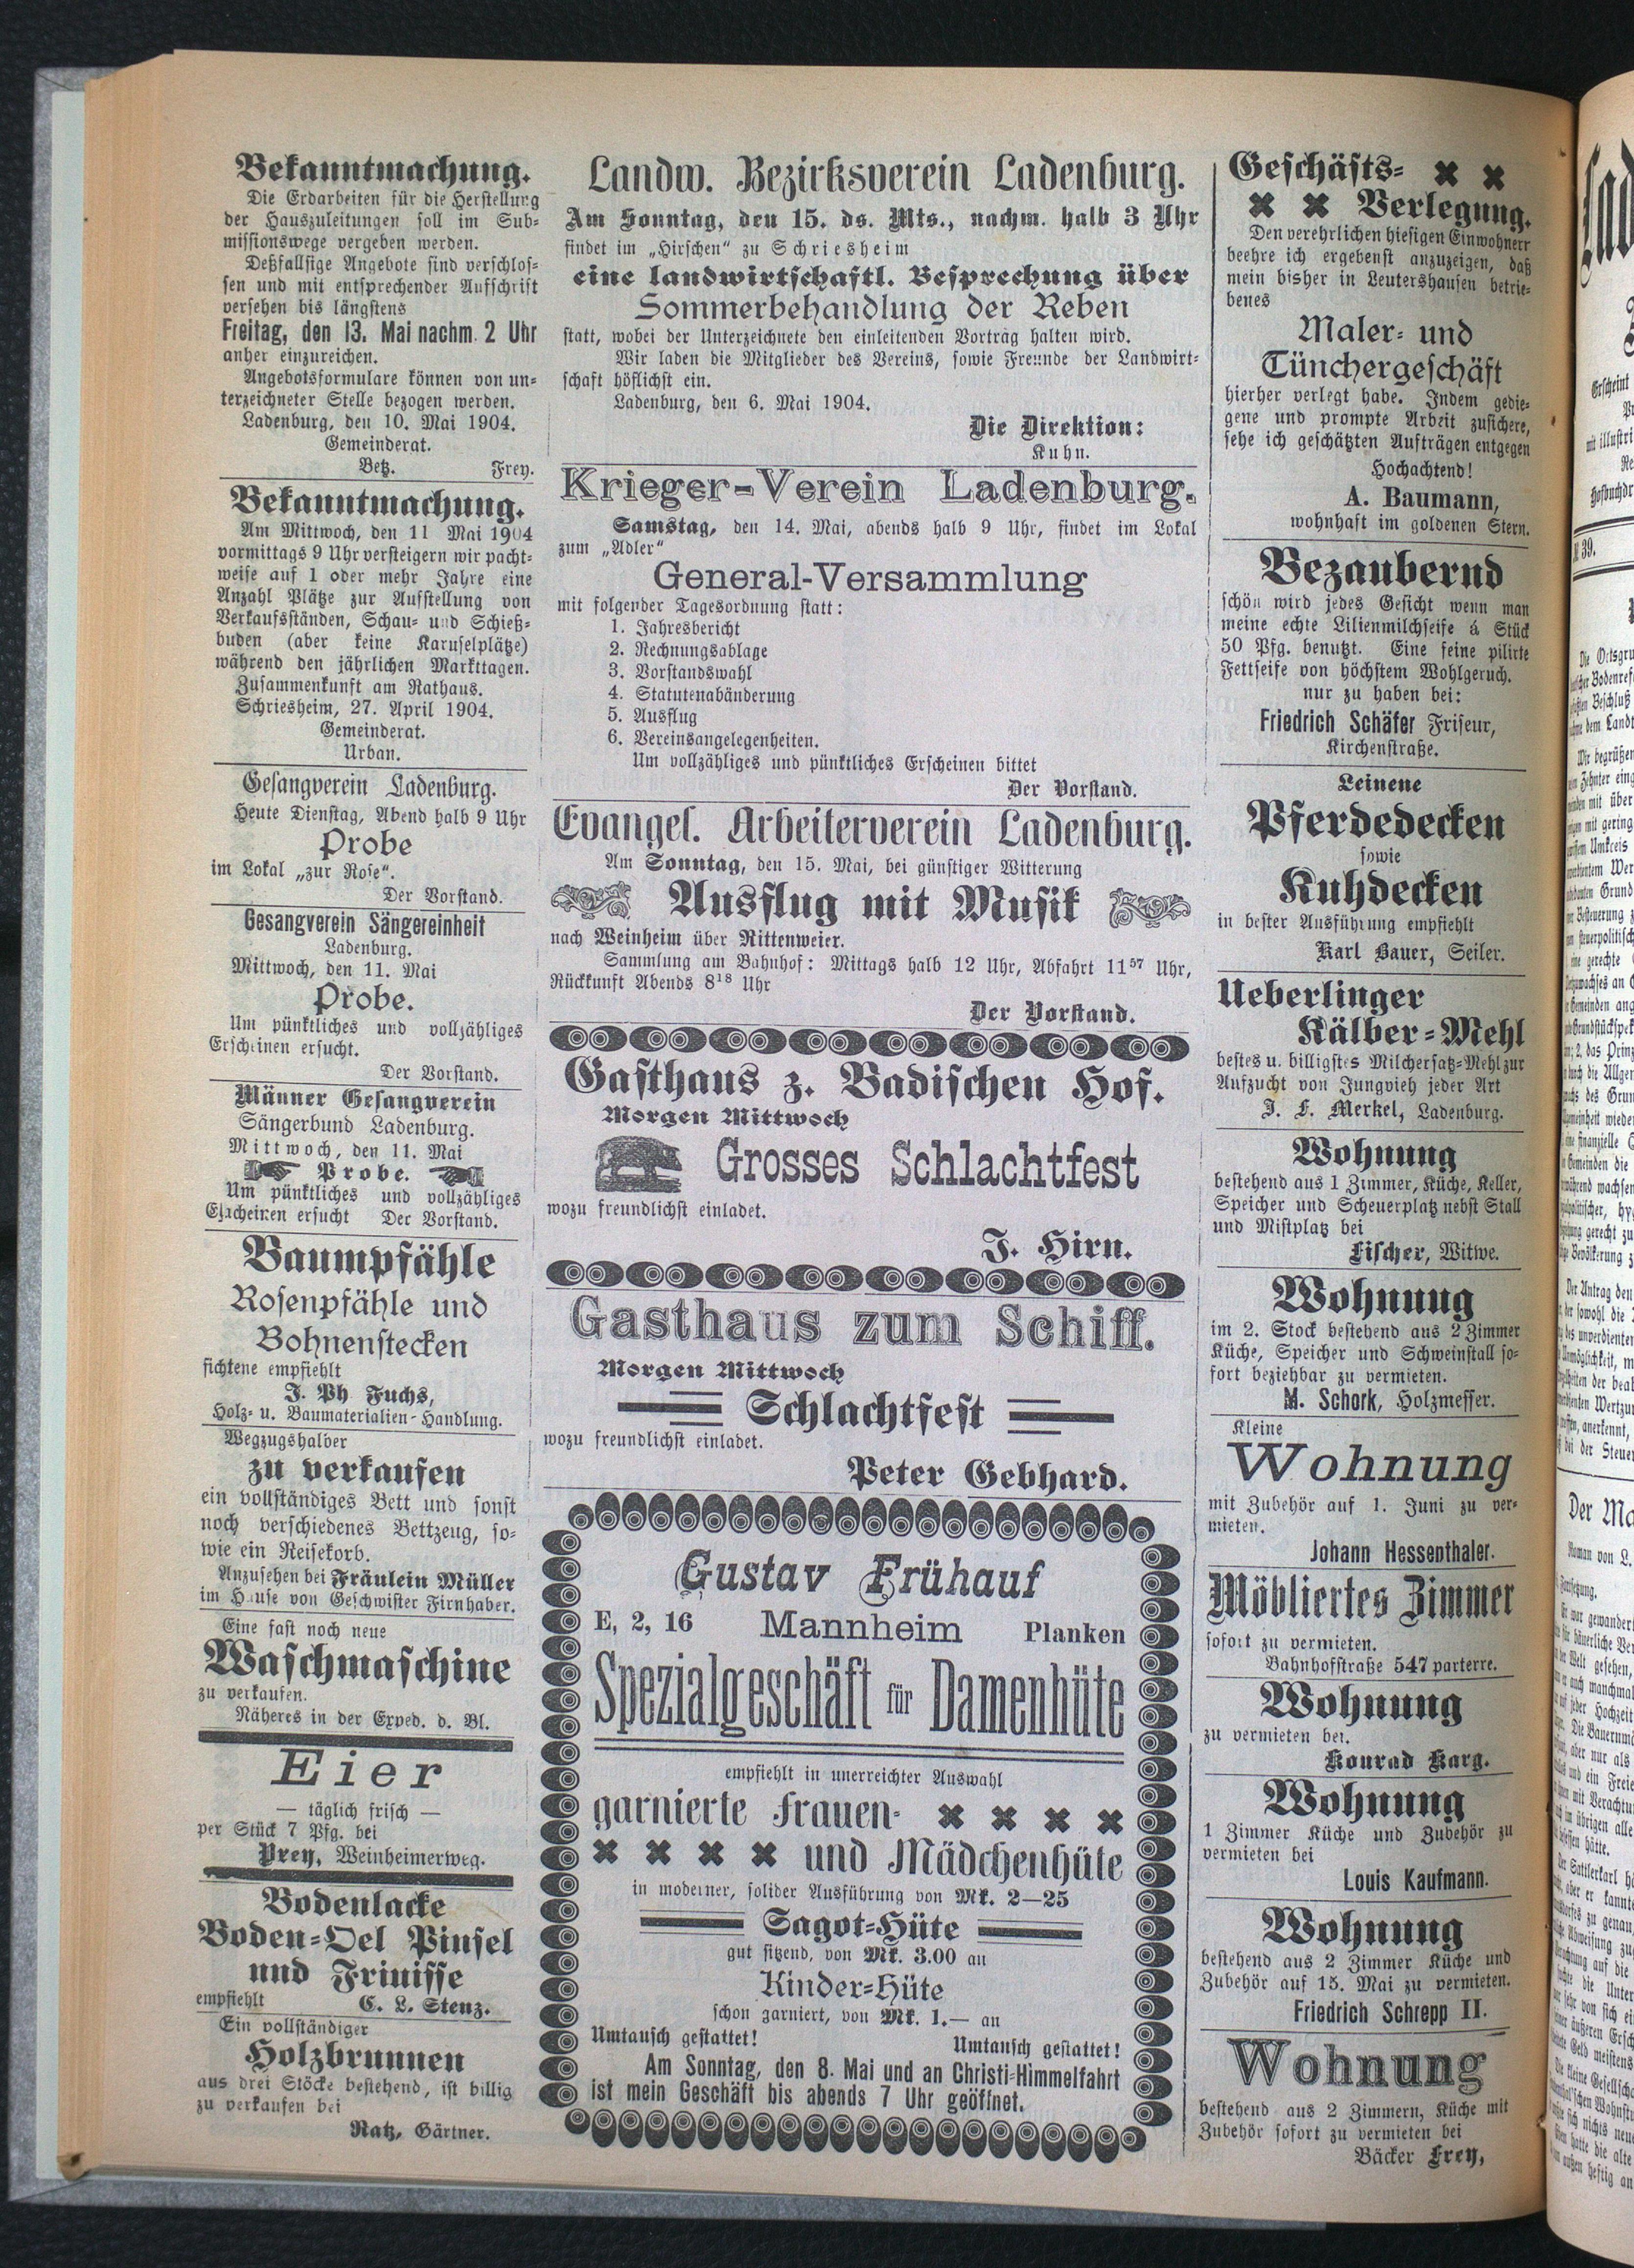 Bekanntmachung.
Die Erdarbeiten für die Herstellung
der Hauszuleitungen soll im Sub-
missionswege vergeben werden.
Deßfallsige Angebote sind verschlos-
sen und mit entsprechender Aufschrift
versehen bis längstens
Freitag, den 13. Mai nachm. 2 Uhr
anher einzureichen.
Angebotsformulare können von un-
terzeichneter Stelle bezogen werden.
Ladenburg, den 10. Mai 1904.
Gemeinderat.
Betz. Frey.
Bekanntmachung.
Am Mittwoch, den 11 Mai 1904
vormittags 9 Uhr versteigern wir pacht-
weise auf 1 oder mehr Jahre eine
Anzahl Plätze zur Aufstellung von
Verkaufsständen, Schau- und Schieß-
buden (aber keine Karuselplätze)
während den jährlichen Markttagen.
Zusammenkunft am Rathaus.
Schriesheim, 27. April 1904.
Gemeinderat.
Urban.
Gesangverein Ladenburg.
Heute Dienstag, Abend halb 9 Uhr
Probe
im Lokal „zur Rose“.
Der Vorstand.
Gesangverein Sängereinheit
Ladenburg.
Mittwoch, den 11. Mai
Probe.
Um pünktliches und vollzähliges
Erscheinen ersucht.
Der Vorstand.
Männer Gesangverein
Sängerbund Ladenburg.
Mittwoch, den 11. Mai
Probe.
Um pünktliches und vollzähliges
Erscheinen ersucht Der Vorstand.
Baumpfähle
Rosenpfähle und
Bohnenstecken
fichtene empfiehlt
J. Ph Fuchs,
Holz- u. Baumaterialien-Handlung.
Wegzugshalber
zu verkaufen
ein vollständiges Bett und sonst
noch verschiedenes Bettzeug, so-
wie ein Reisekorb.
Anzusehen bei Fräulein Müller
im Hause von Geschwister Firnhaber.
Eine fast noch neue
Waschmaschine
zu verkaufen.
Näheres in der Exped. d. Bl.
Eier
— täglich frisch —
per Stück 7 Pfg. bei
Prey, Weinheimerweg.
Bodenlacke
Boden-Oel Pinsel
und Frinisse
empfiehlt C. L. Stenz.
Ein vollständiger
Holzbrunnen
aus drei Stöcke bestehend, ist billig
zu verkaufen bei
Ratz, Gärtner.
Landw. Bezirksverein Ladenburg.
Am Sonntag, den 15. ds. Mts., nachm. halb 3 Uhr
findet im „Hirschen“ zu Schriesheim
eine landwirtschaftl. Besprechung über
Sommerbehandlung der Reben
statt, wobei der Unterzeichnete den einleitenden Vortrag halten wird.
Wir laden die Mitglieder des Vereins, sowie Freunde der Landwirt-
schaft höflichst ein.
Ladenburg, den 6. Mai 1904.
Die Direktion:
Kuhn.
Krieger-Verein Ladenburg.
Samstag, den 14. Mai, abends halb 9 Uhr, findet im Lokal
zum „Adler“
General-Versammlung
mit folgender Tagesordnung statt:
1. Jahresbericht
2. Rechnungsablage
3. Vorstandswahl
4. Statutenabänderung
5. Ausflug
6. Vereinsangelegenheiten.
Um vollzähliges und pünktliches Erscheinen bittet
Der Vorstand.
Evangel. Arbeiterverein Ladenburg.
Am Sonntag, den 15. Mai, bei günstiger Witterung
Ausflug mit Musik
nach Weinheim über Rittenweier.
Sammlung am Bahnhof: Mittags halb 12 Uhr, Abfahrt 11⁵⁷ Uhr,
Rückkunft Abends 8¹⁸ Uhr
Der Vorstand.
Gasthaus z. Badischen Hof.
Morgen Mittwoch
Grosses Schlachtfest
wozu freundlichst einladet.
J. Hirn.
Gasthaus zum Schiff.
Morgen Mittwoch
Schlachtfest
wozu freundlichst einladet.
Peter Gebhard.
Gustav Frühauf
E, 2, 16 Mannheim Planken
Spezialgeschäft für Damenhüte
empfiehlt in unerreichter Auswahl
garnierte Frauen-
und Mädchenhüte
in moderner, solider Ausführung von Mk. 2—25
Sagot-Hüte
gut sitzend, von Mk. 3.00 an
Kinder-Hüte
schon garniert, von Mk. 1.— an
Umtausch gestattet! Umtausch gestattet!
Am Sonntag, den 8. Mai und an Christi-Himmelfahrt
ist mein Geschäft bis abends 7 Uhr geöffnet.
Geschäfts-
Verlegung.
Den verehrlichen hiesigen Einwohnerr
beehre ich ergebenst anzuzeigen, daß
mein bisher in Leutershausen betrie-
benes
Maler- und
Tünchergeschäft
hierher verlegt habe. Indem gedie-
gene und prompte Arbeit zusichere,
sehe ich geschätzten Aufträgen entgegen
Hochachtend!
A. Baumann,
wohnhaft im goldenen Stern.
Bezaubernd
schön wird jedes Gesicht wenn man
meine echte Lilienmilchseife á Stück
50 Pfg. benutzt. Eine feine pilirte
Fettseife von höchstem Wohlgeruch.
nur zu haben bei:
Friedrich Schäfer Friseur,
Kirchenstraße.
Leinene
Pferdedecken
sowie
Kuhdecken
in bester Ausführung empfiehlt
Karl Bauer, Seiler.
Ueberlinger
Kälber-Mehl
bestes u. billigstes Milchersatz-Mehl zur
Aufzucht von Jungvieh jeder Art
J. F. Merkel, Ladenburg.
Wohnung
bestehend aus 1 Zimmer, Küche, Keller,
Speicher und Scheuerplatz nebst Stall
und Mistplatz bei
Fischer, Witwe.
Wohnung
im 2. Stock bestehend aus 2 Zimmer
Küche, Speicher und Schweinstall so-
fort beziehbar zu vermieten.
M. Schork, Holzmesser.
Kleine
Wohnung
mit Zubehör auf 1. Juni zu ver-
mieten.
Johann Hessenthaler.
Möbliertes Zimmer
sofort zu vermieten.
Bahnhofstraße 547 parterre.
Wohnung
zu vermieten bei.
Konrad Karg.
Wohnung
1 Zimmer Küche und Zubehör zu
vermieten bei
Louis Kaufmann.
Wohnung
bestehend aus 2 Zimmer Küche und
Zubehör auf 15. Mai zu vermieten.
Friedrich Schrepp II.
Wohnung
bestehend aus 2 Zimmern, Küche mit
Zubehör sofort zu vermieten bei
Bäcker Frey,